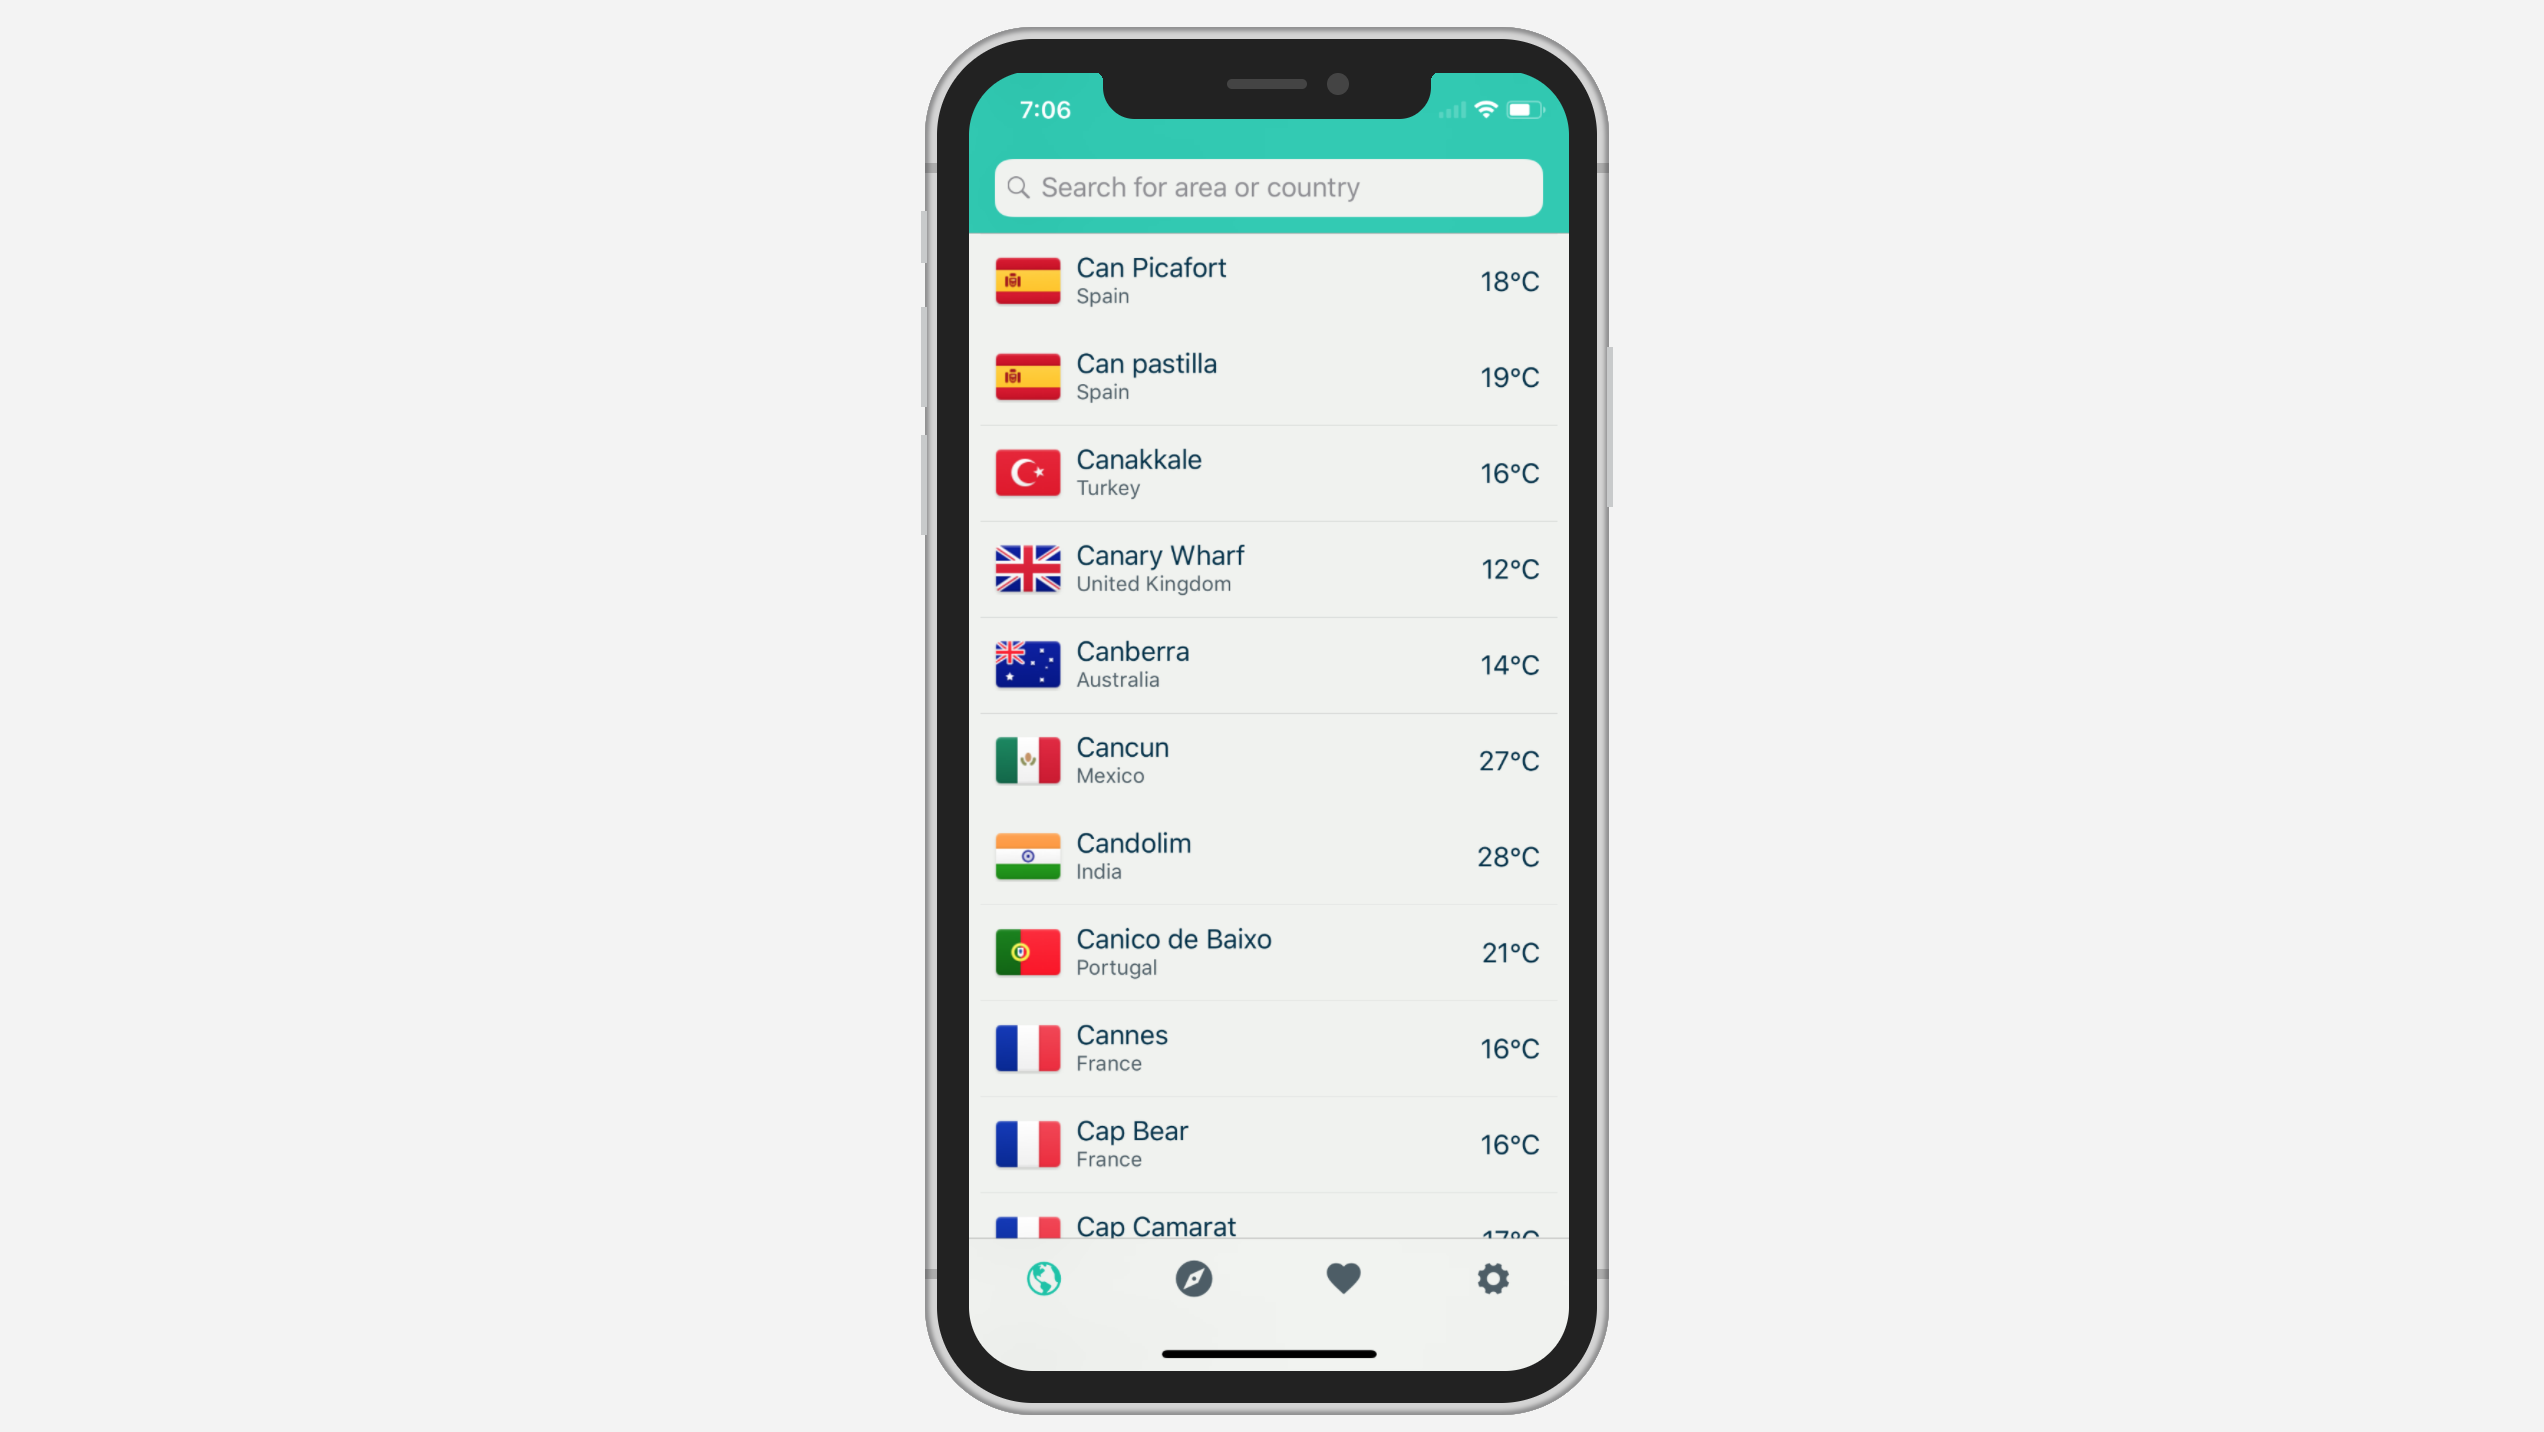 7:06
Search for area or country
Can Picafort
Spain
18°C
Can pastilla
Spain
19°C
Canakkale
Turkey
16°C
Canary Wharf
United Kingdom
12°C
Canberra
Australia
14°C
Cancun
Mexico
27°C
Candolim
India
28°C
Canico de Baixo
Portugal
21°C
Cannes
France
16°C
Cap Bear
France
16°C
Cap Camarat
17°C